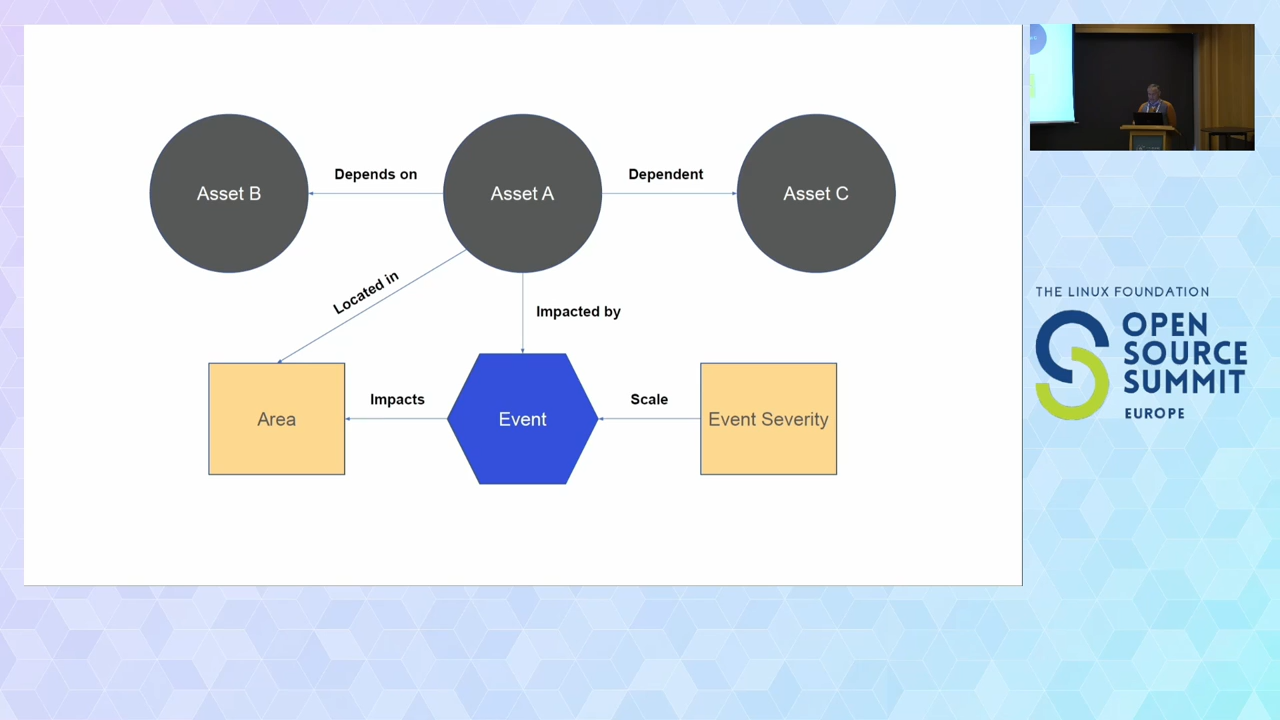 Asset B
Depends on
Asset A
Dependent
Asset C
Located in
Impacted by
Area
Impacts
Event
Scale
Event Severity
THE LINUX FOUNDATION
OPEN
SOURCE
SUMMIT
EUROPE